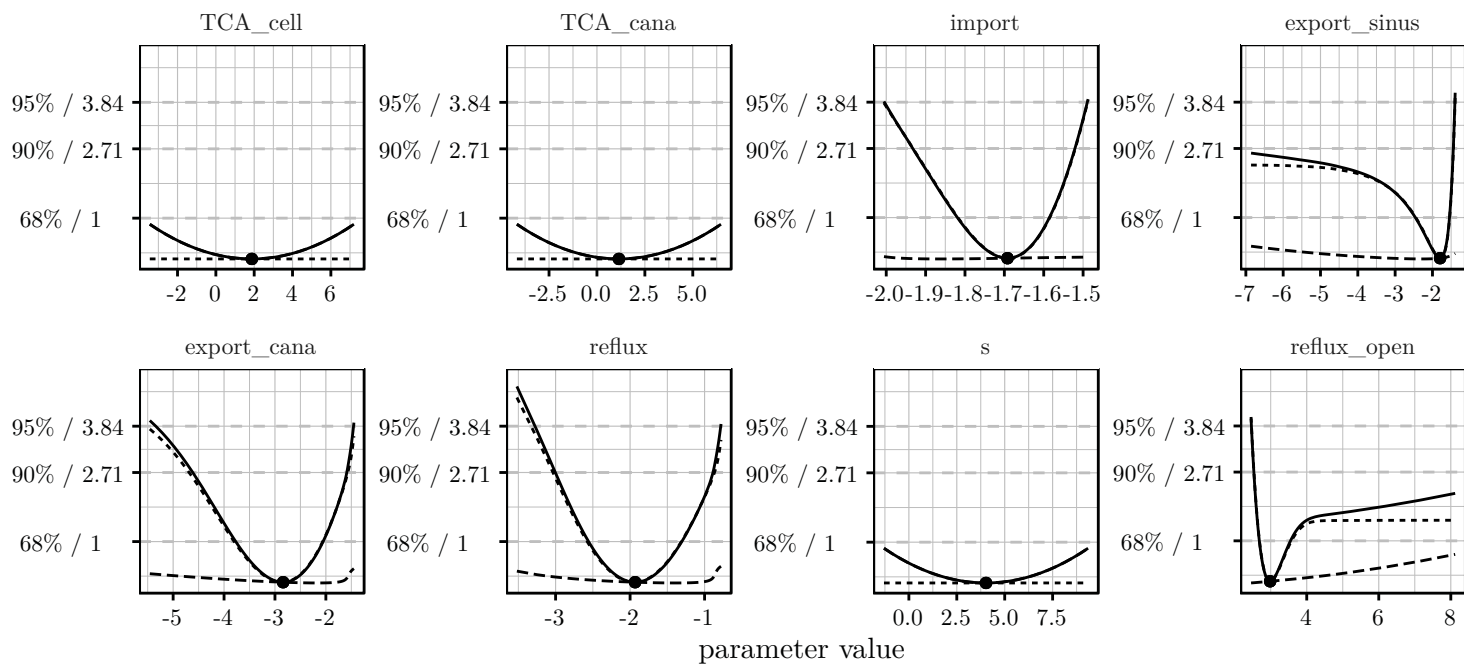 TCA_cell TCA_cana import export_sinus
95% / 3.84 95% / 3.84 95% / 3.84 95% / 3.84
90% / 2.71 90% / 2.71 90% / 2.71 90% / 2.71
68% / 1 68% / 1 68% / 1 68% / 1
-2 0 2 4 6 -2.5 0.0 2.5 5.0 -2.0 -1.9 -1.8 -1.7 -1.6 -1.5 -7 -6 -5 -4 -3 -2
export_cana reflux s reflux_open
95% / 3.84 95% / 3.84 95% / 3.84 95% / 3.84
90% / 2.71 90% / 2.71 90% / 2.71 90% / 2.71
68% / 1 68% / 1 68% / 1 68% / 1
-5 -4 -3 -2 -3 -2 -1 0.0 2.5 5.0 7.5 4 6 8
parameter value